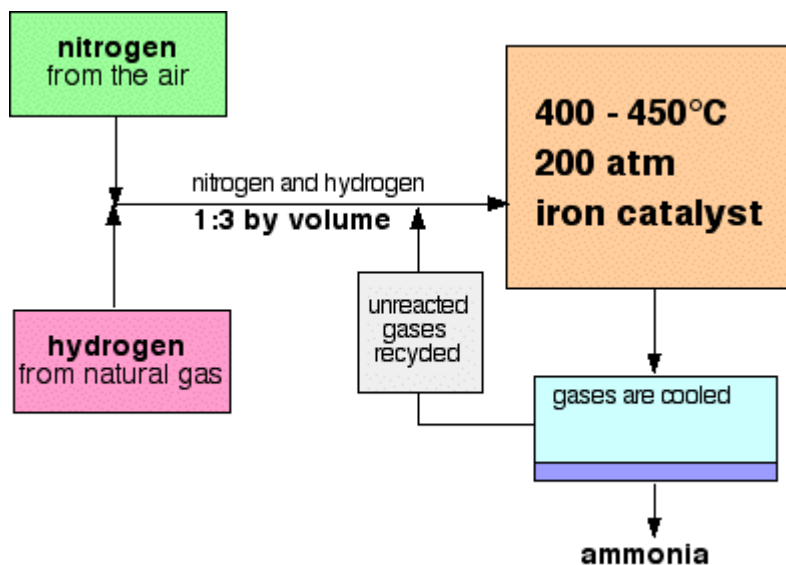 nitrogen
from the air
400 - 450°C
200 atm
iron catalyst
nitrogen and hydrogen
1:3 by volume
unreacted
gases
recycled
hydrogen
from natural gas
gases are cooled
ammonia